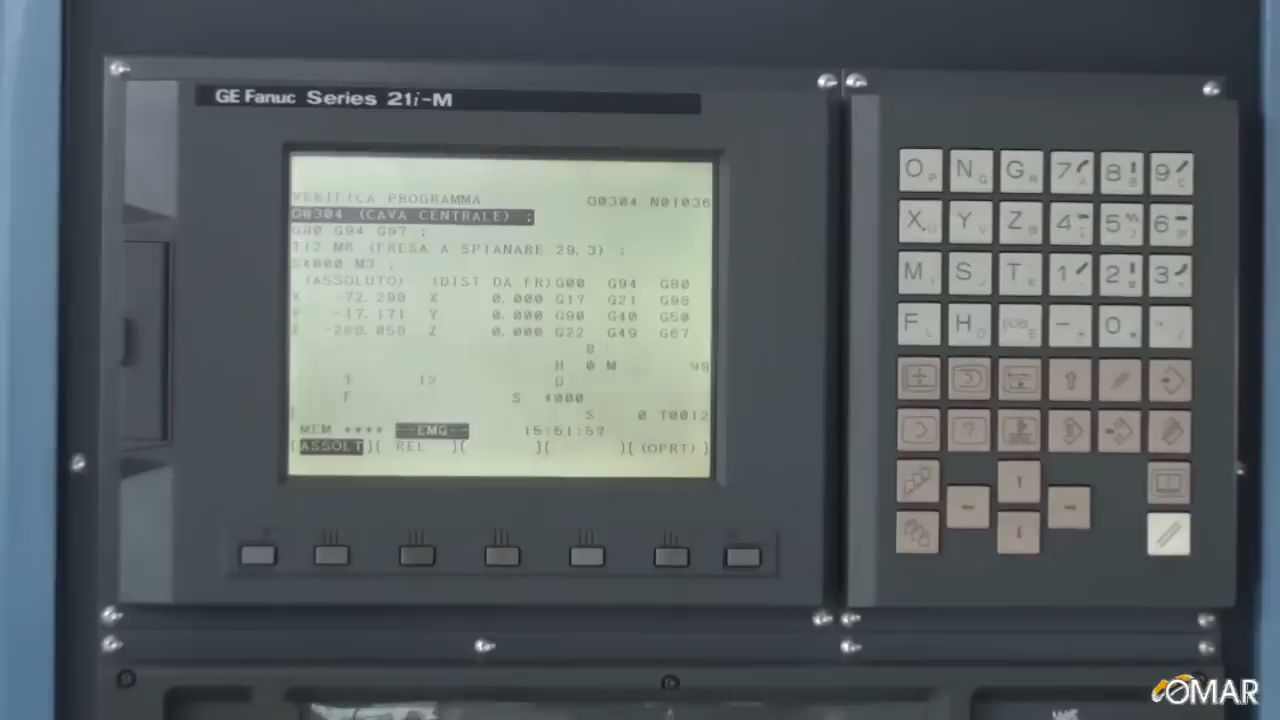 GE Fanuc Series 21i-M
VERIFICA PROGRAMMA O0304 N01036
O0304 (CAVA CENTRALE) ;
G80 G94 G97 ;
T12 M6 (FRESA A SPIANARE 29.3) ;
S4000 M3 ;
(ASSOLUTO) (DIST DA FR) G00 G94 G80
X -72.298 X 0.000 G17 G21 G98
Y -17.171 Y 0.000 G90 G40 G50
Z -200.050 Z 0.000 G22 G49 G67
B
H 0 M 98
T 12 D
F S 4000
S 0 T0012
MEM **** --EMG-- 15:51:57
[ASSOLT][ REL ][ ][ ][ (OPRT) ]
O P N Q G R 7 A 8 B 9 C
X U Y V Z W 4 5 6 SP
M I S J T K 1 2 3
F L H D EOB E - 0 . /
OMAR